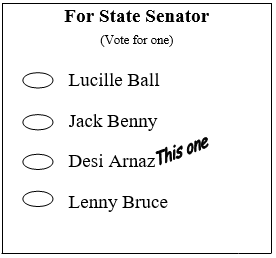 For State Senator
(Vote for one)
Lucille Ball
Jack Benny
Desi Arnaz This one
Lenny Bruce